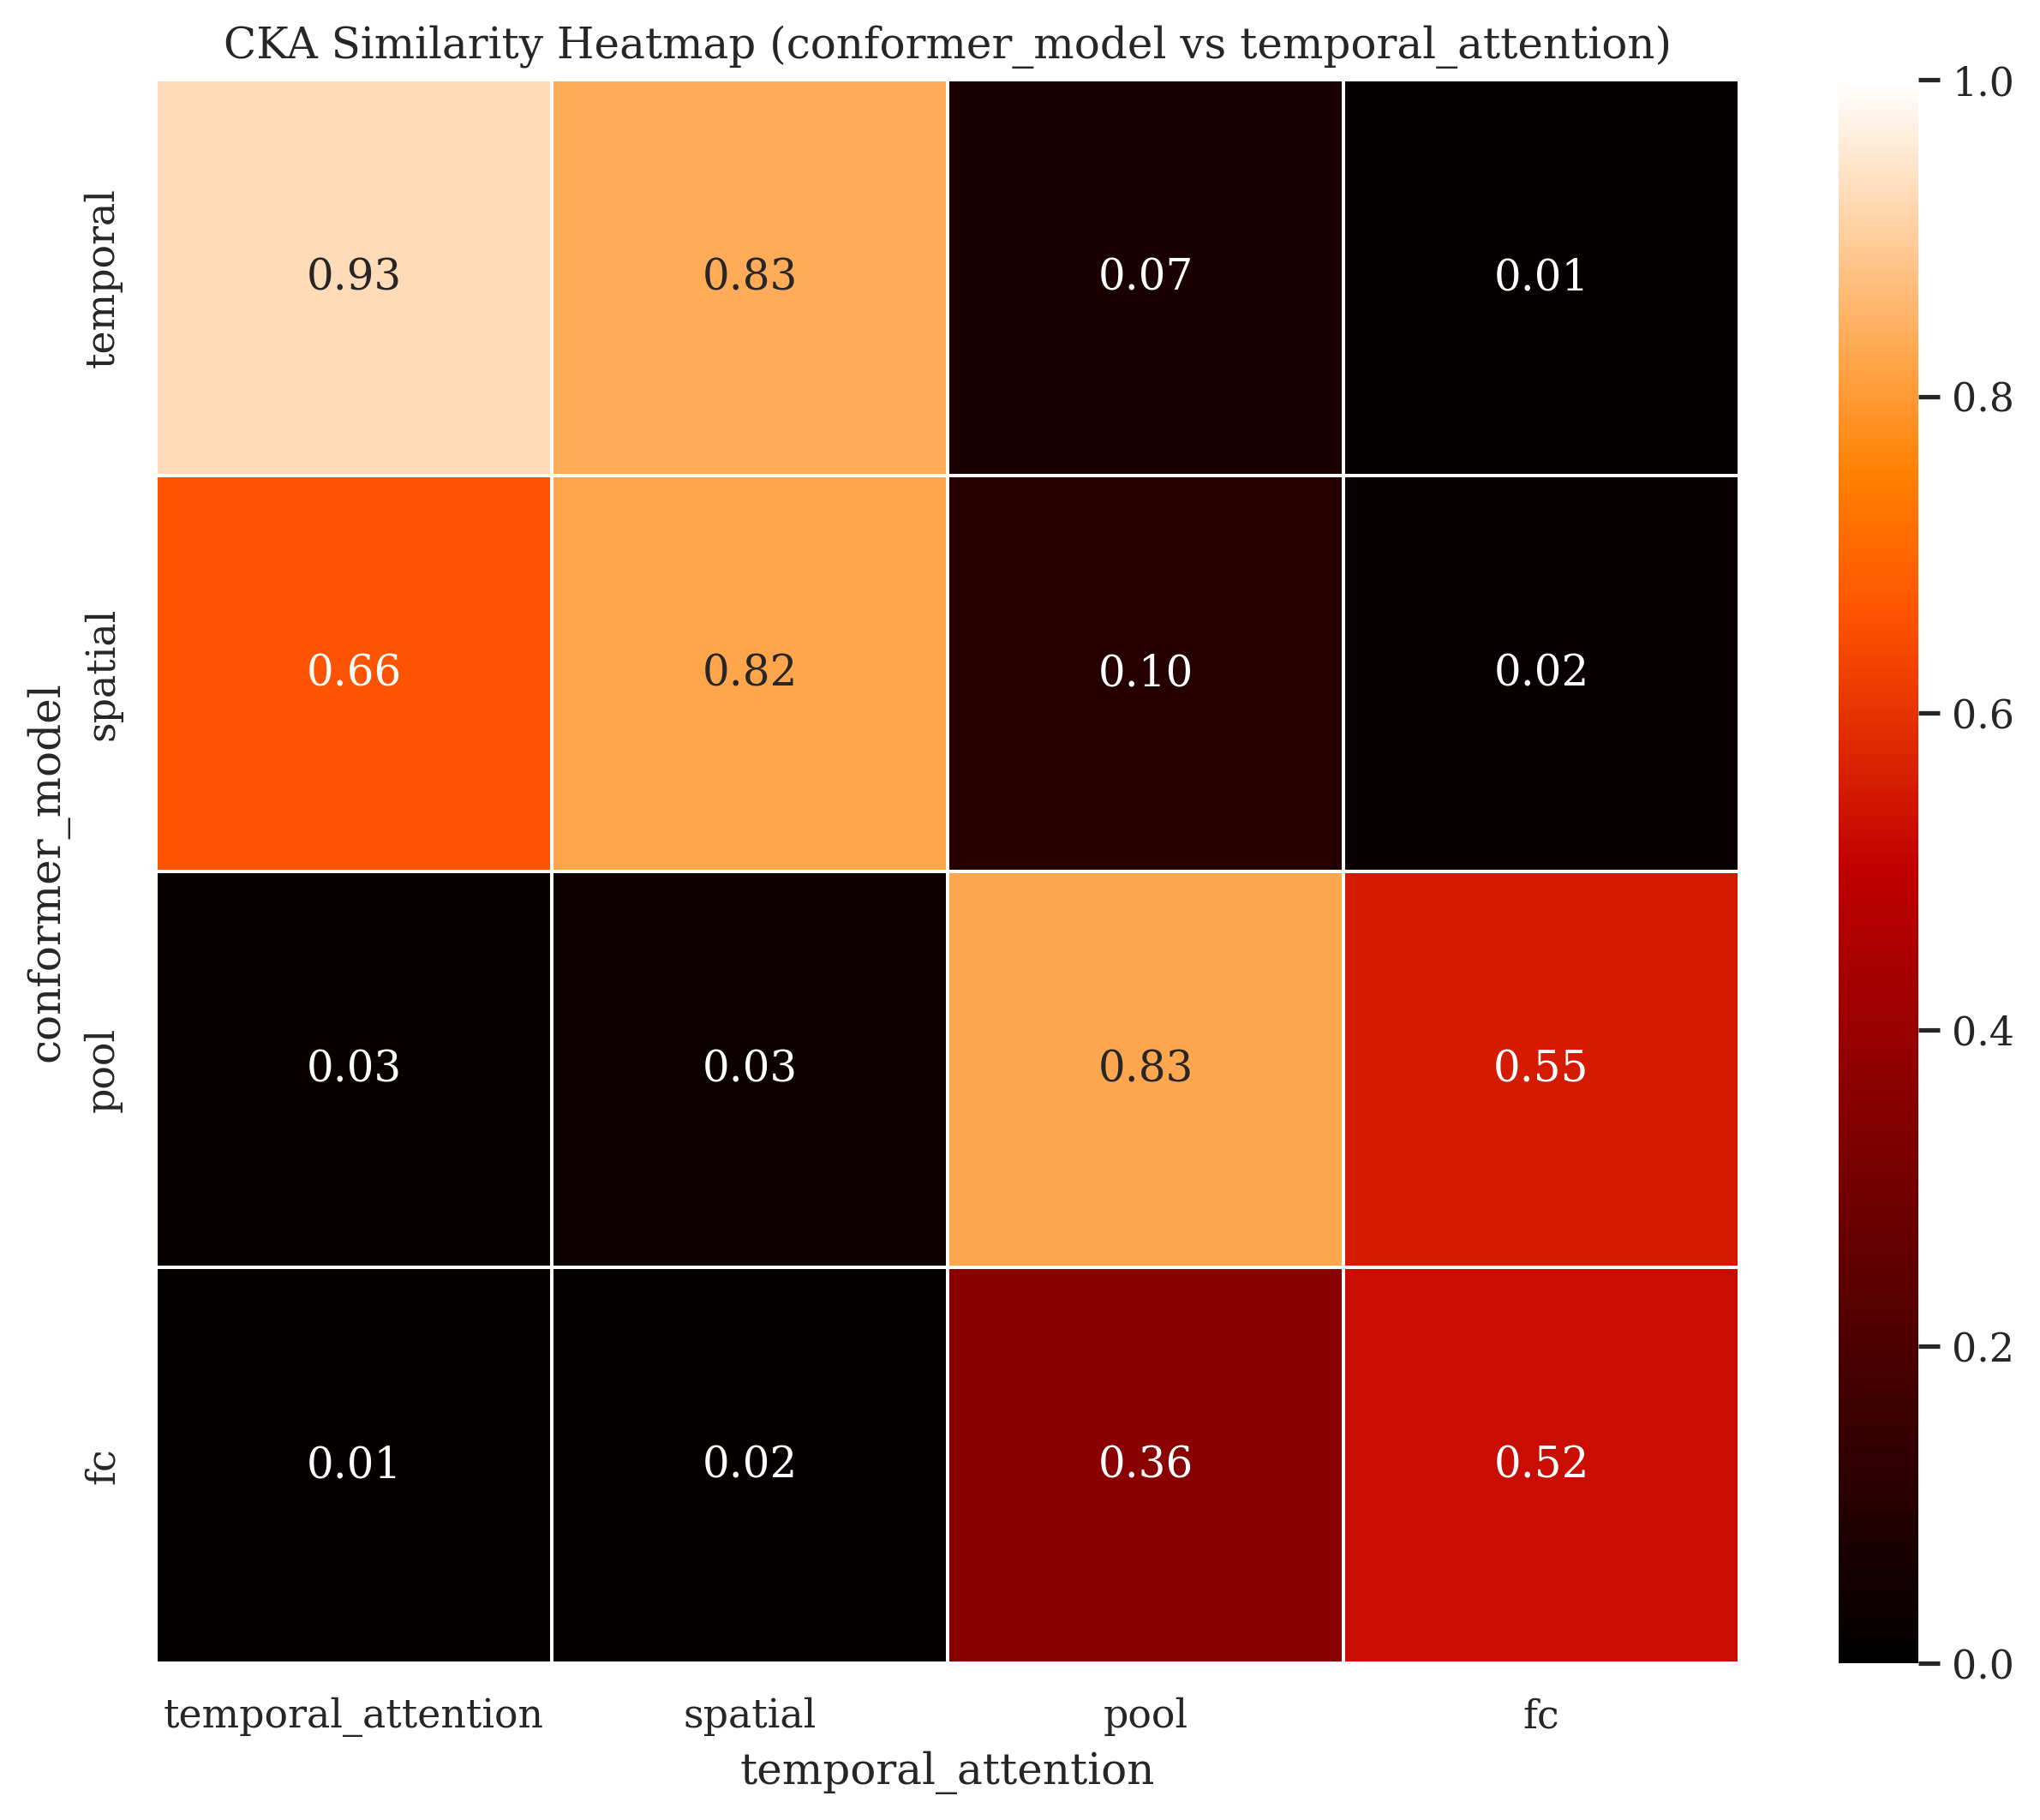 CKA Similarity Heatmap (conformer_model vs temporal_attention)
conformer_model
temporal
0.93 0.83 0.07 0.01
spatial
0.66 0.82 0.10 0.02
pool
0.03 0.03 0.83 0.55
fc
0.01 0.02 0.36 0.52
temporal_attention spatial pool fc
temporal_attention
1.0
0.8
0.6
0.4
0.2
0.0